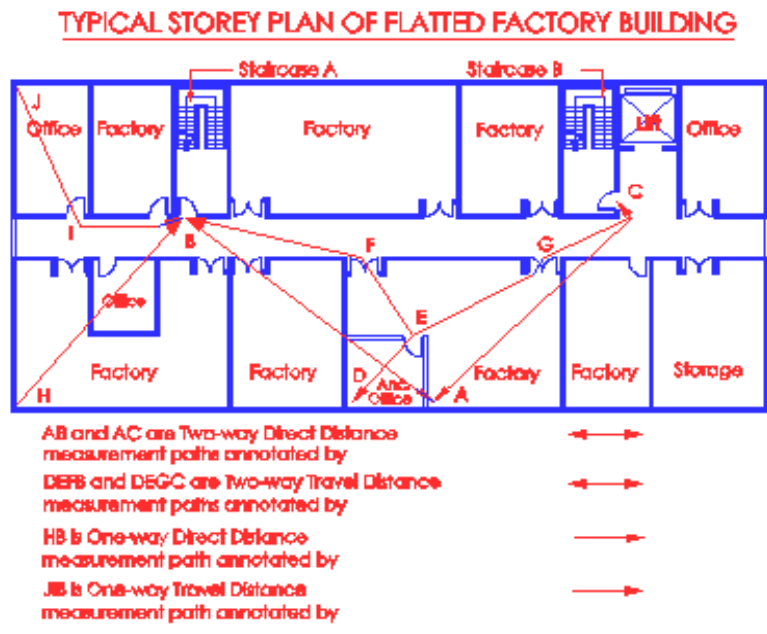 TYPICAL STOREY PLAN OF FLATTED FACTORY BUILDING
Staircase A
Staircase B
J
Office
Factory
Factory
Factory
Lift
Office
C
I
B
F
G
E
Office
D
Anc.
Office
A
H
Factory
Factory
Factory
Factory
Storage
AB and AC are Two-way Direct Distance
measurement paths annotated by
DEFB and DEGC are Two-way Travel Distance
measurement paths annotated by
HB is One-way Direct Distance
measurement path annotated by
JIB is One-way Travel Distance
measurement path annotated by